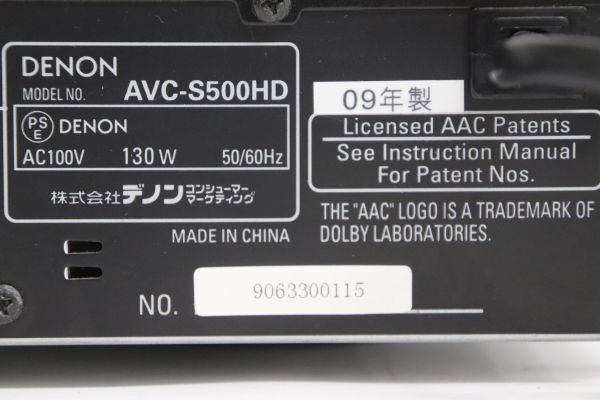 DENON
MODEL NO. AVC-S500HD
PS
E
DENON
AC100V 130W 50/60Hz
株式会社デノン コンシューマー
マーケティング
MADE IN CHINA
09年製
Licensed AAC Patents
See Instruction Manual
For Patent Nos.
THE "AAC" LOGO IS A TRADEMARK OF
DOLBY LABORATORIES.
NO. 9063300115